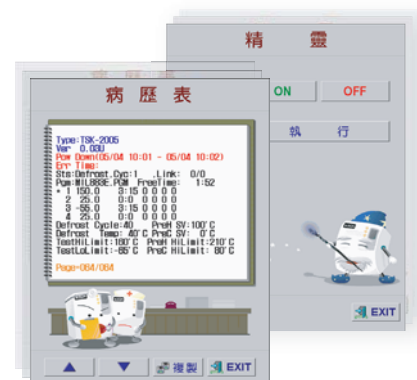 精 靈
ON OFF
執 行
EXIT
病 歷 表
Type:TSK-2005
Ver 0.03U
Pow Down(05/04 10:01 - 05/04 10:02)
Err Time:
Sts:Defrost.Cyc:1 .Link: 0/0
Pgm:MIL883E.PGM FreeTime: 1:52
+ 1 150.0 3:15 0 0 0 0
2 25.0 0:0 0 0 0 0
3 -55.0 3:15 0 0 0 0
4 25.0 0:0 0 0 0 0
Defrost Cycle:40 PreH SV:100'C
Defrost Temp: 40'C PreC SV: 0'C
TestHiLimit:160'C PreH HiLimit:210'C
TestLoLimit:-65'C PreC HiLimit: 80'C
Page-064/064
複製 EXIT